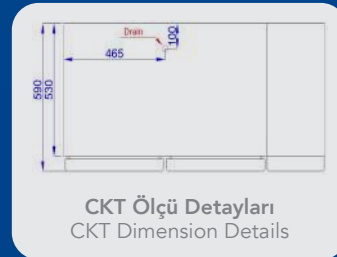 Drain
100
465
590
530
CKT Ölçü Detayları
CKT Dimension Details